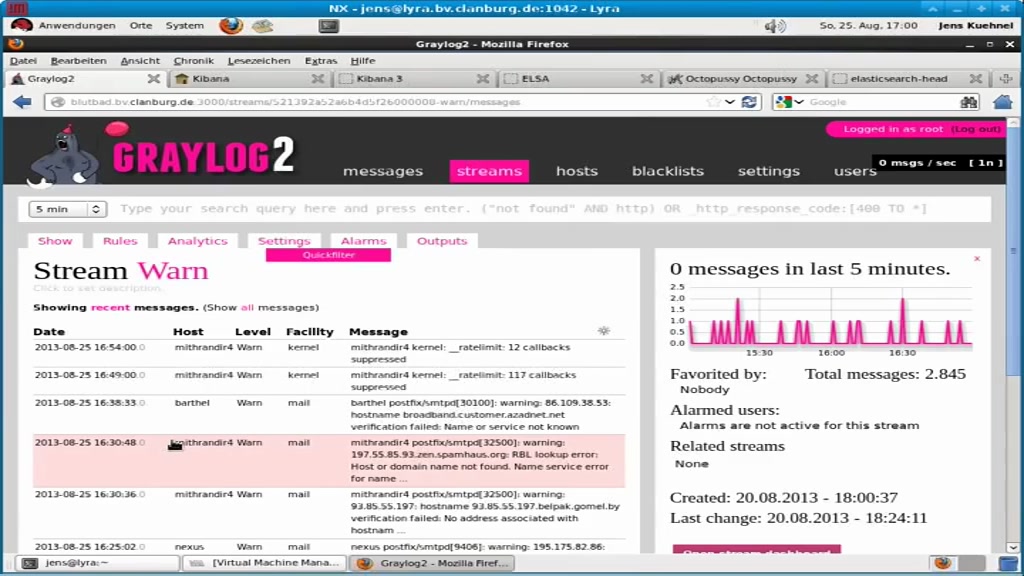 NX - jens@lyra.bv.clanburg.de:1042 - Lyra
Anwendungen Orte System So, 25. Aug, 17:00 Jens Kuehnel
Graylog2 - Mozilla Firefox
Datei Bearbeiten Ansicht Chronik Lesezeichen Extras Hilfe
Graylog2 Kibana Kibana 3 ELSA Octopussy Octopussy elasticsearch-head
blutbad.bv.clanburg.de:3000/streams/521392a52a6b4d5f26000008-warn/messages Google
Logged in as root (Log out)
GRAYLOG2
0 msgs / sec [ 1n ]
messages streams hosts blacklists settings users
5 min Type your search query here and press enter. ("not found" AND http) OR _http_response_code:[400 TO *]
Show Rules Analytics Settings Alarms Outputs
Quickfilter
Stream Warn
Click to set description.
Showing recent messages. (Show all messages)
Date Host Level Facility Message
2013-08-25 16:54:00.0 mithrandir4 Warn kernel mithrandir4 kernel: __ratelimit: 12 callbacks
suppressed
2013-08-25 16:49:00.0 mithrandir4 Warn kernel mithrandir4 kernel: __ratelimit: 117 callbacks
suppressed
2013-08-25 16:38:33.0 barthel Warn mail barthel postfix/smtpd[30100]: warning: 86.109.38.53:
hostname broadband.customer.azadnet.net
verification failed: Name or service not known
2013-08-25 16:30:48.0 mithrandir4 Warn mail mithrandir4 postfix/smtpd[32500]: warning:
197.55.85.93.zen.spamhaus.org: RBL lookup error:
Host or domain name not found. Name service error
for name ...
2013-08-25 16:30:36.0 mithrandir4 Warn mail mithrandir4 postfix/smtpd[32500]: warning:
93.85.55.197: hostname 93.85.55.197.belpak.gomel.by
verification failed: No address associated with
hostnam ...
2013-08-25 16:25:02.0 nexus Warn mail nexus postfix/smtpd[9406]: warning: 195.175.82.86:
x
0 messages in last 5 minutes.
2.5
2.0
1.5
1.0
0.5
0.0
15:30 16:00 16:30
Favorited by: Total messages: 2.845
Nobody
Alarmed users:
Alarms are not active for this stream
Related streams
None
Created: 20.08.2013 - 18:00:37
Last change: 20.08.2013 - 18:24:11
Open stream dashboard
jens@lyra:~ [Virtual Machine Mana... Graylog2 - Mozilla Firef...